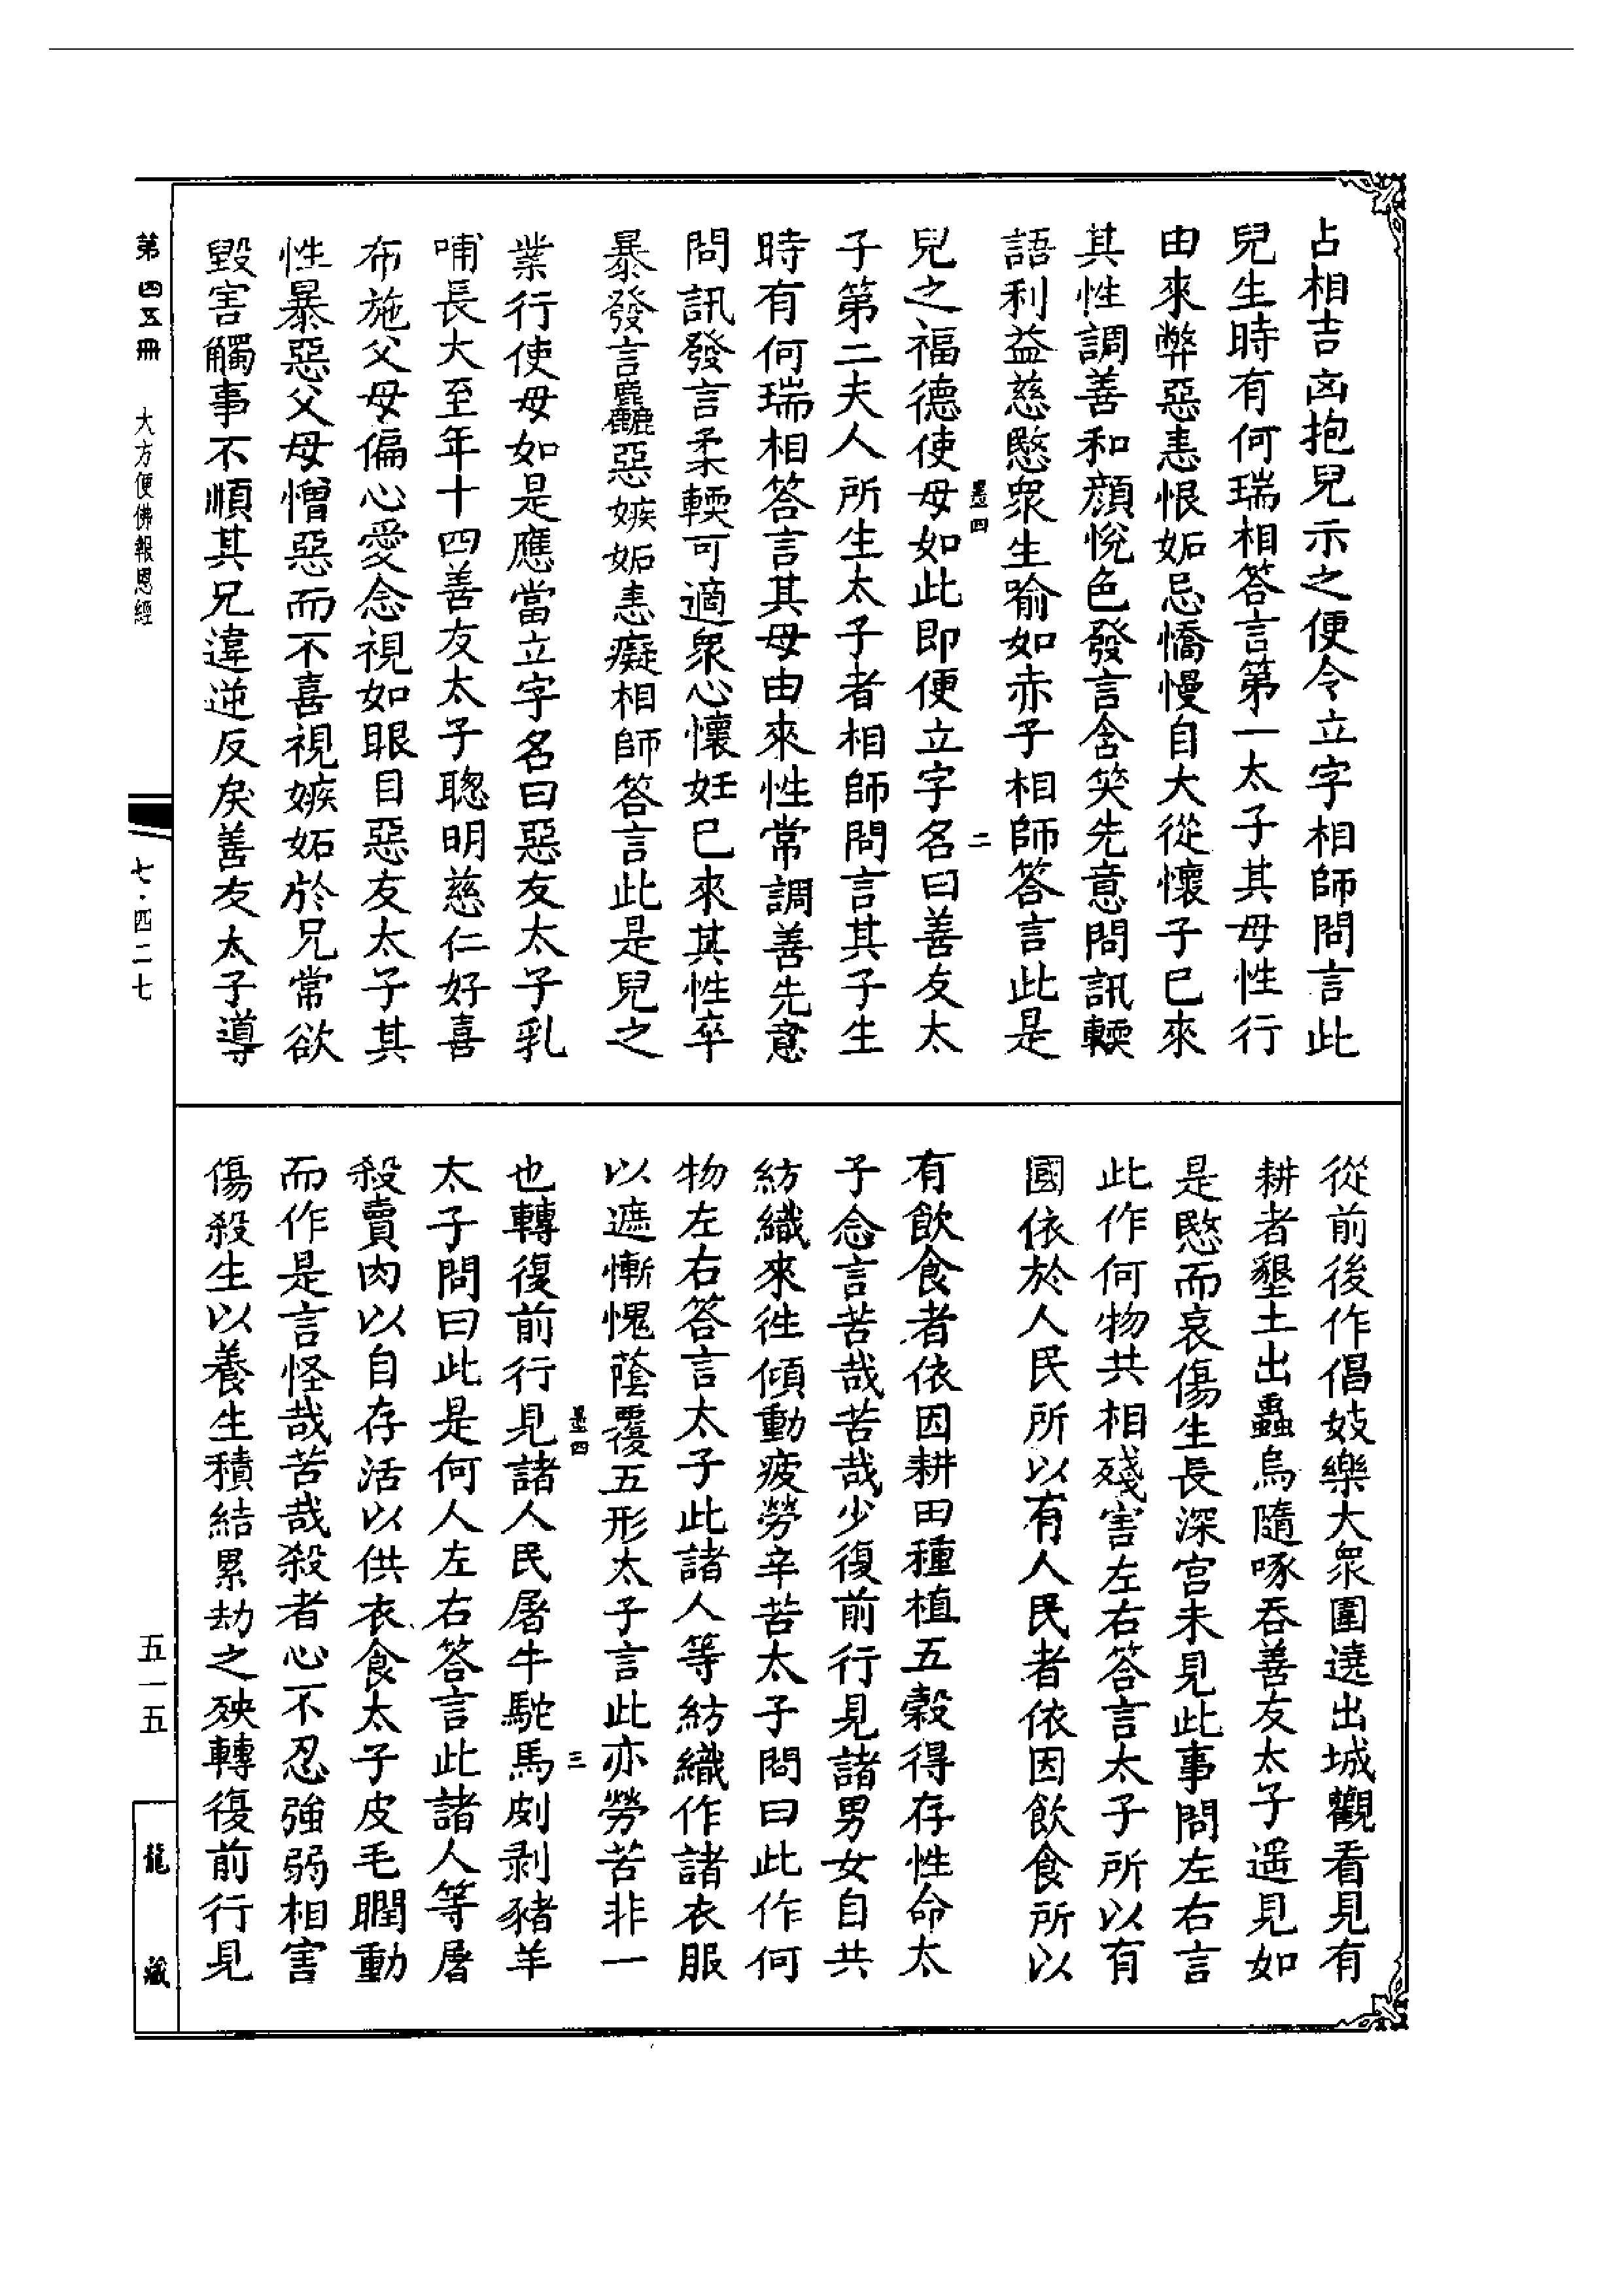 占相吉凶抱兒示之便令立字相師問言此
兒生時有何瑞相答言第一太子其母性行
由來弊惡恚恨妬忌憍慢自大從懷子已來
其性調善和顔悅色發言含笑先意問訊輭
語利益慈愍衆生喻如赤子相師答言此是
墨四 二
兒之福德使母如此即便立字名曰善友太
子第二夫人所生太子者相師問言其子生
時有何瑞相答言其母由來性常調善先意
問訊發言柔輭可適衆心懷妊已來其性卒
暴發言麤惡嫉妬恚癡相師答言此是兒之
業行使母如是應當立字名曰惡友太子乳
哺長大至年十四善友太子聰明慈仁好喜
布施父母偏心愛念視如眼目惡友太子其
性暴惡父母憎惡而不喜視嫉妬於兄常欲
毀害觸事不順其兄違逆反戾善友太子導
從前後作倡妓樂大衆圍遶出城觀看見有
耕者墾土出蟲烏隨啄吞善友太子遥見如
是愍而哀傷生長深宫未見此事問左右言
此作何物共相殘害左右答言太子所以有
國依於人民所以有人民者依因飲食所以
有飲食者依因耕田種植五穀得存性命太
子念言苦哉苦哉少復前行見諸男女自共
紡織來往傾動疲勞辛苦太子問曰此作何
物左右答言太子此諸人等紡織作諸衣服
以遮慚愧蔭覆五形太子言此亦勞苦非一
墨四 三
也轉復前行見諸人民屠牛駝馬剥剝豬羊
太子問曰此是何人左右答言此諸人等屠
殺賣肉以自存活以供衣食太子皮毛瞤動
而作是言怪哉苦哉殺者心不忍強弱相害
傷殺生以養生積結累劫之殃轉復前行見
第四五冊 大方便佛報恩經 七·四二七 五一五 龍藏